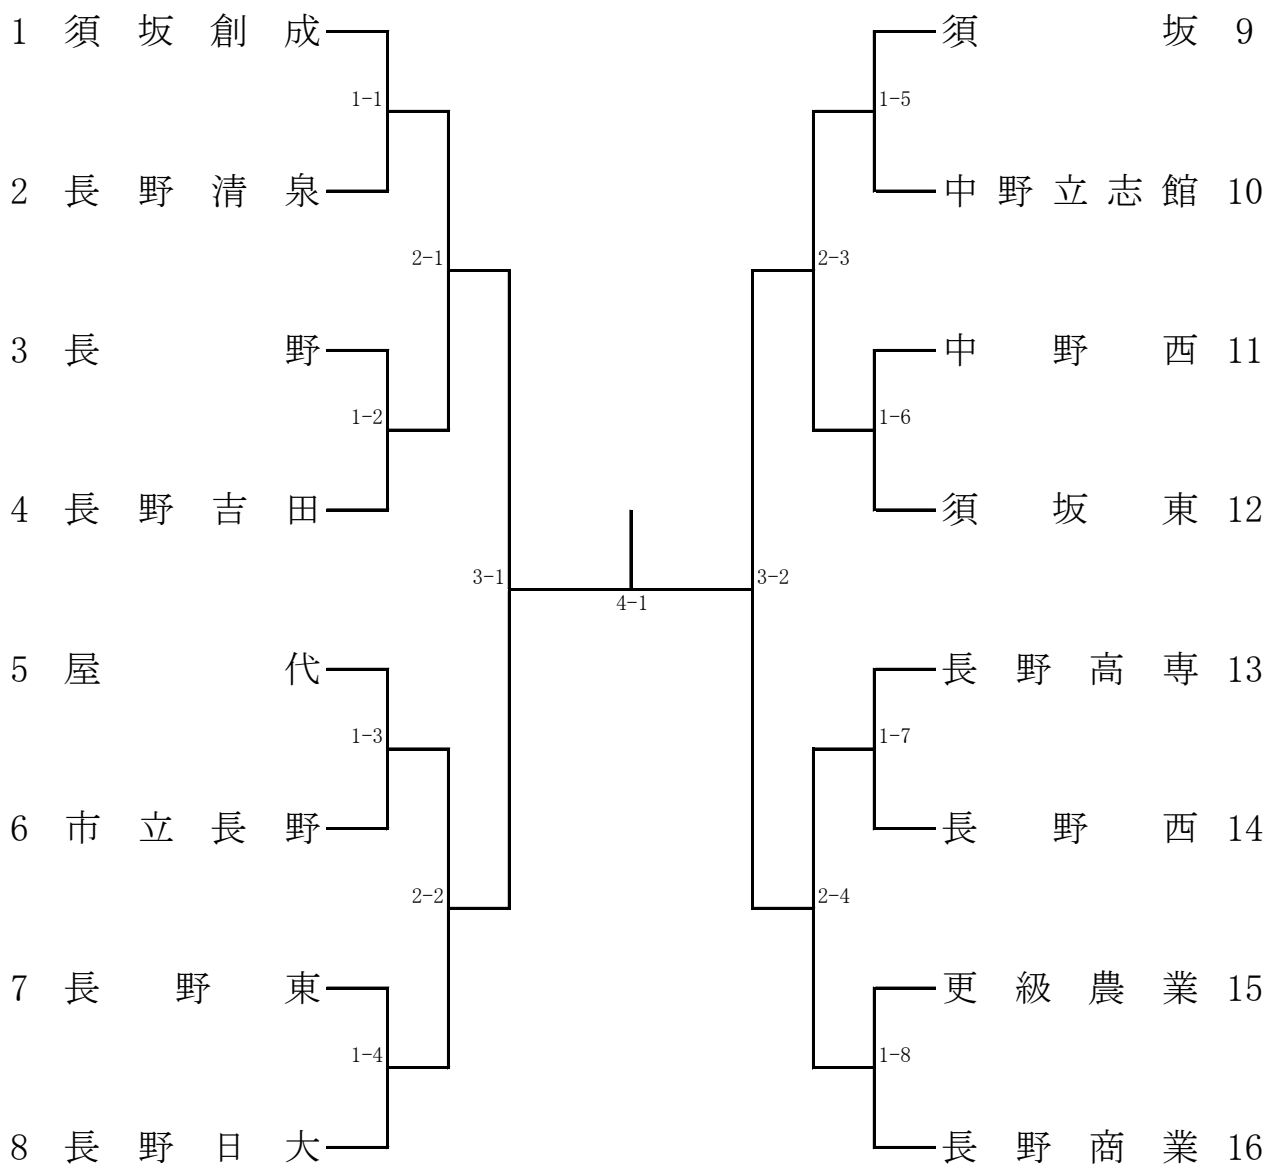 1 須坂創成
須坂 9
1-1
1-5
2 長野清泉
中野立志館 10
2-1
2-3
3 長野
中野西 11
1-2
1-6
4 長野吉田
須坂東 12
3-1
3-2
4-1
5 屋代
長野高専 13
1-3
1-7
6 市立長野
長野西 14
2-2
2-4
7 長野東
更級農業 15
1-4
1-8
8 長野日大
長野商業 16